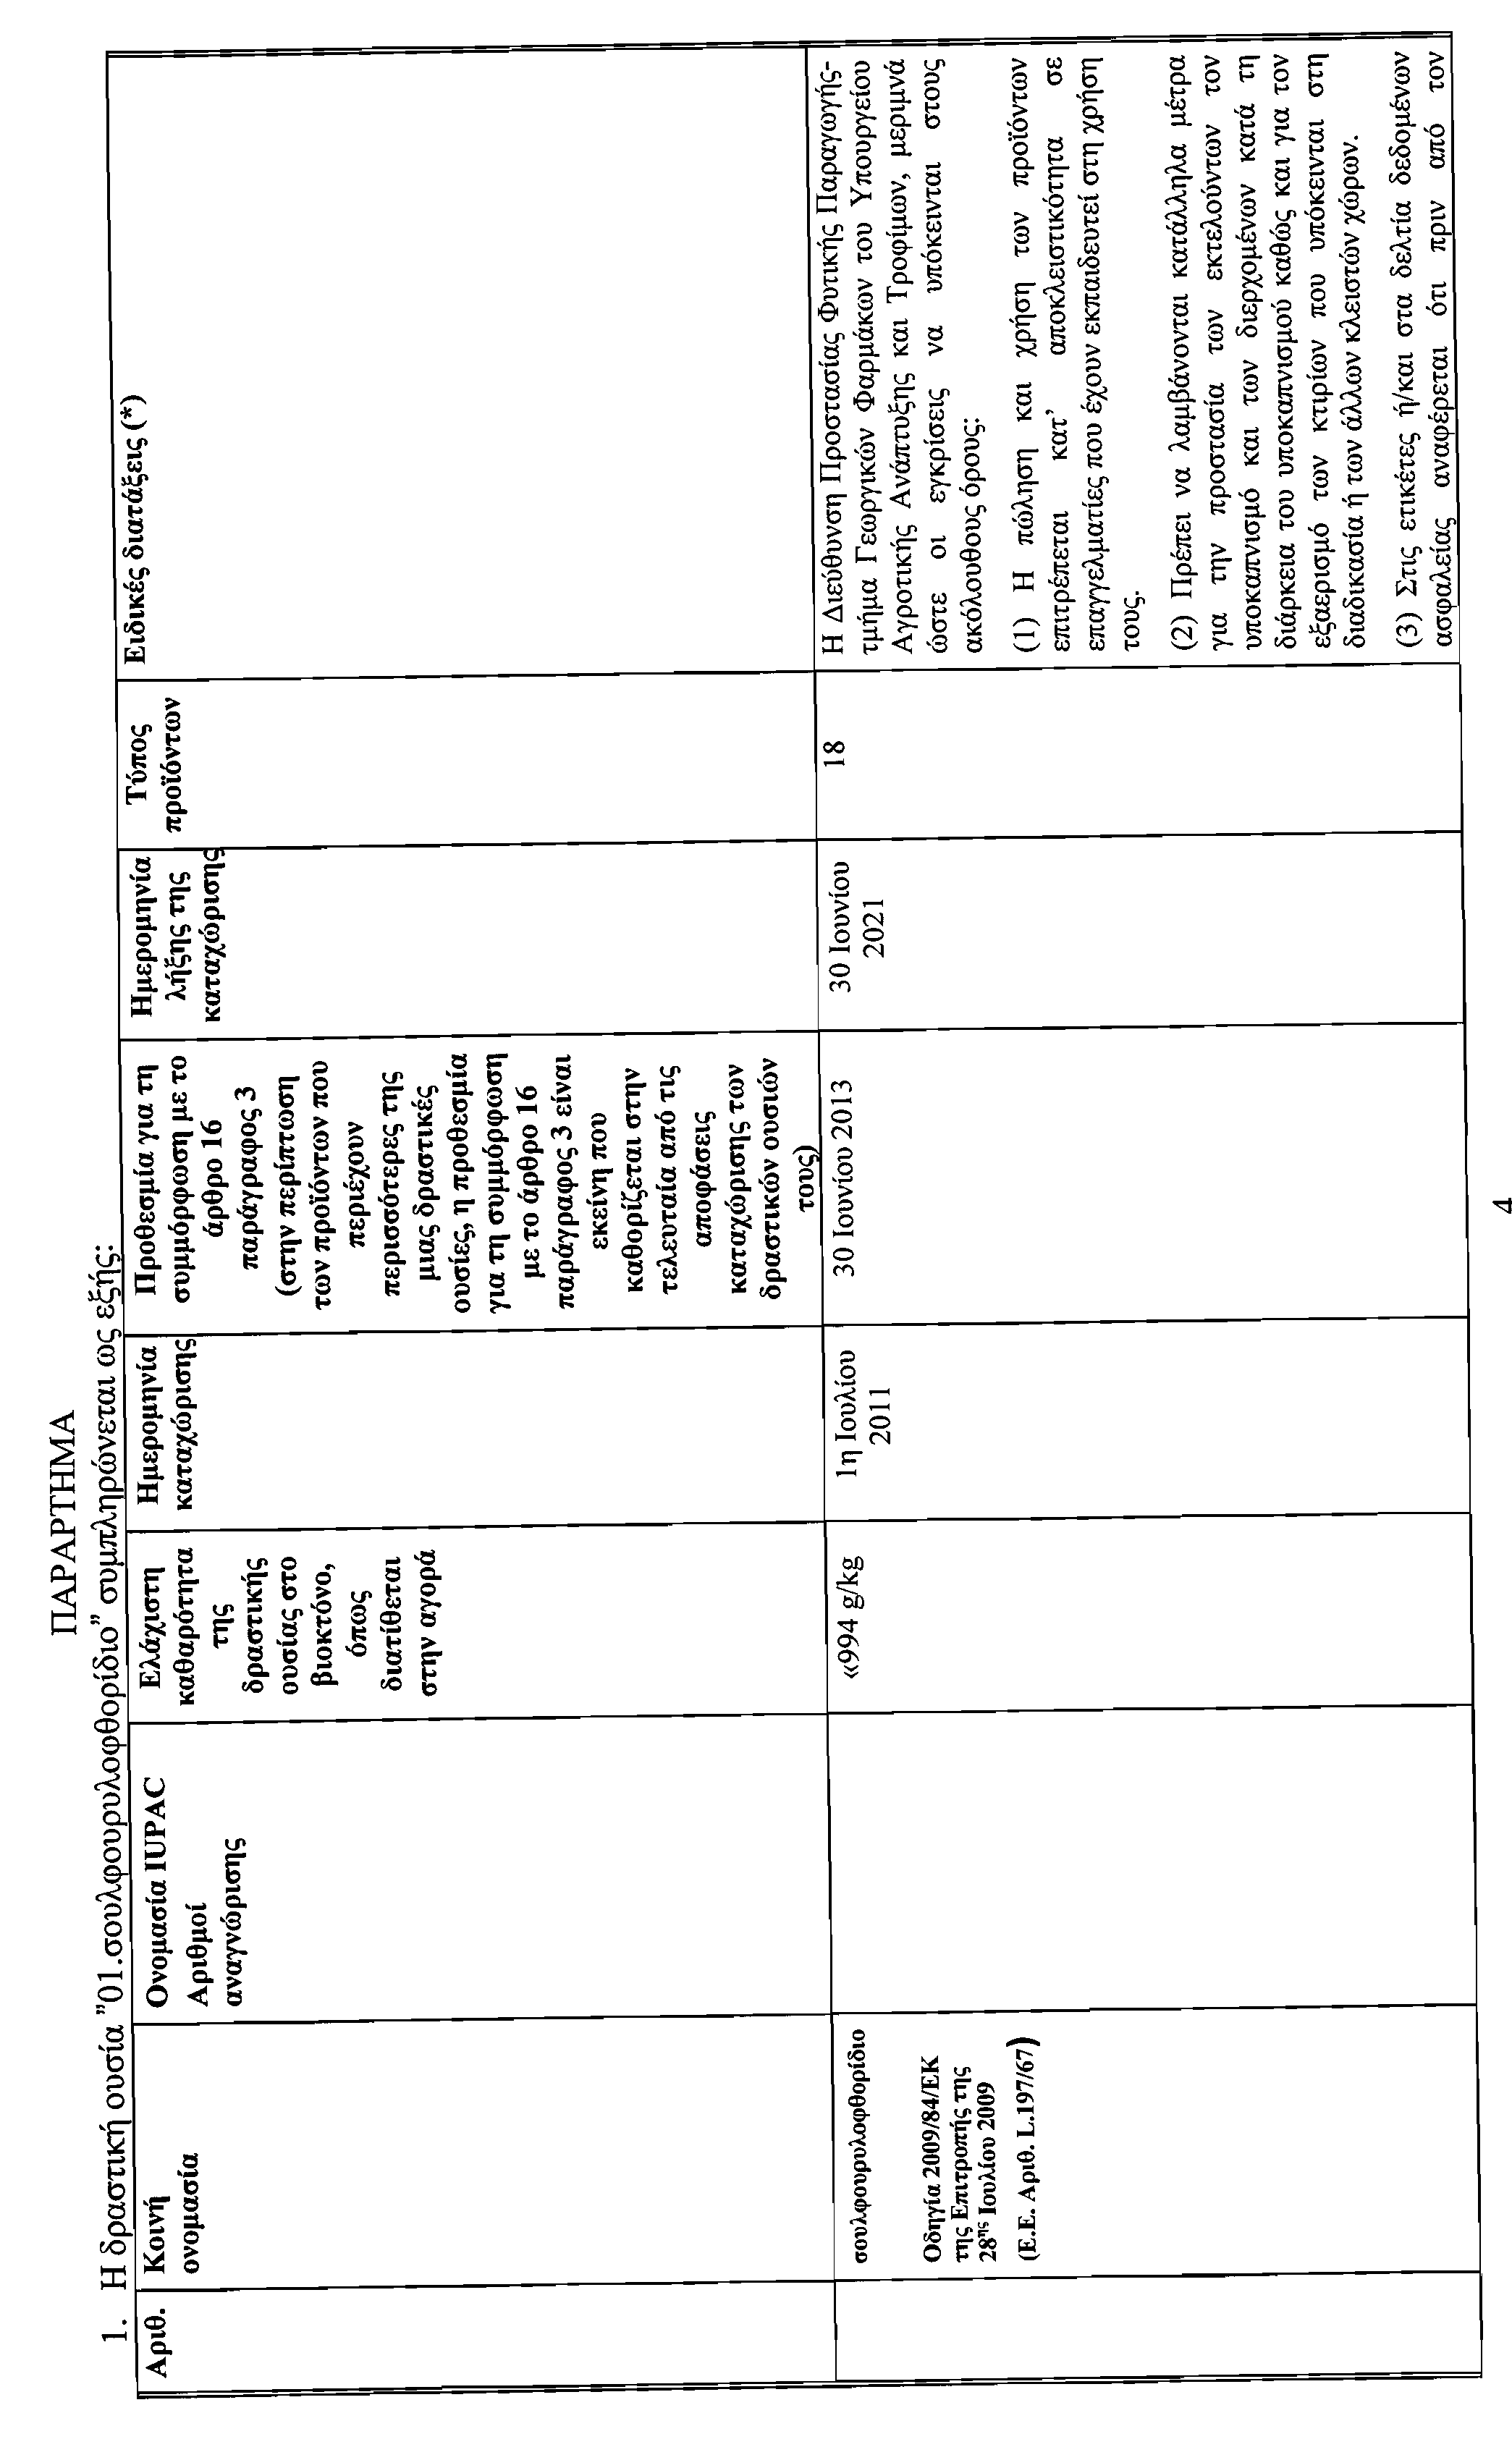 ΠΑΡΑΡΤΗΜΑ
1. Η δραστική ουσία "01.σουλφουρυλοφθορίδιο" συμπληρώνεται ως εξής:
Αριθ.
Κοινή
ονομασία
Ονομασία IUPAC
Αριθμοί
αναγνώρισης
Ελάχιστη
καθαρότητα
της
δραστικής
ουσίας στο
βιοκτόνο,
όπως
διατίθεται
στην αγορά
Ημερομηνία
καταχώρισης
Προθεσμία για τη
συμμόρφωση με το
άρθρο 16
παράγραφος 3
(στην περίπτωση
των προϊόντων που
περιέχουν
περισσότερες της
μιας δραστικές
ουσίες, η προθεσμία
για τη συμμόρφωση
με το άρθρο 16
παράγραφος 3 είναι
εκείνη που
καθορίζεται στην
τελευταία από τις
αποφάσεις
καταχώρισης των
δραστικών ουσιών
τους)
Ημερομηνία
λήξης της
καταχώρισης
Τύπος
προϊόντων
Ειδικές διατάξεις (*)
σουλφουρυλοφθορίδιο
Οδηγία 2009/84/ΕΚ
της Επιτροπής της
28ης Ιουλίου 2009
(Ε.Ε. Αριθ. L.197/67)
«994 g/kg
1η Ιουλίου
2011
30 Ιουνίου 2013
30 Ιουνίου
2021
18
Η Διεύθυνση Προστασίας Φυτικής Παραγωγής-
τμήμα Γεωργικών Φαρμάκων του Υπουργείου
Αγροτικής Ανάπτυξης και Τροφίμων, μεριμνά
ώστε οι εγκρίσεις να υπόκεινται στους
ακόλουθους όρους:
(1) Η πώληση και χρήση των προϊόντων
επιτρέπεται κατ' αποκλειστικότητα σε
επαγγελματίες που έχουν εκπαιδευτεί στη χρήση
τους.
(2) Πρέπει να λαμβάνονται κατάλληλα μέτρα
για την προστασία των εκτελούντων τον
υποκαπνισμό και των διερχομένων κατά τη
διάρκεια του υποκαπνισμού καθώς και για τον
εξαερισμό των κτιρίων που υπόκεινται στη
διαδικασία ή των άλλων κλειστών χώρων.
(3) Στις ετικέτες ή/και στα δελτία δεδομένων
ασφαλείας αναφέρεται ότι πριν από τον
4